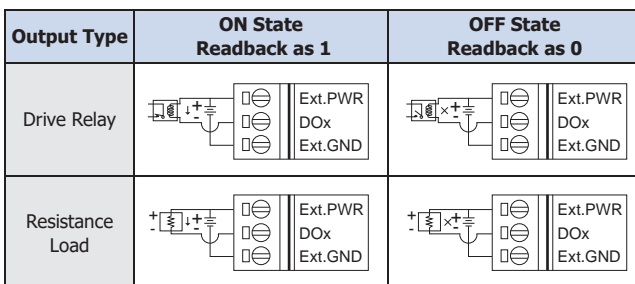 Output Type
ON State
Readback as 1
OFF State
Readback as 0
Drive Relay
+
-
Ext.PWR
DOx
Ext.GND
×
+
-
Ext.PWR
DOx
Ext.GND
Resistance
Load
+
-
+
-
Ext.PWR
DOx
Ext.GND
+
-
×
+
-
Ext.PWR
DOx
Ext.GND